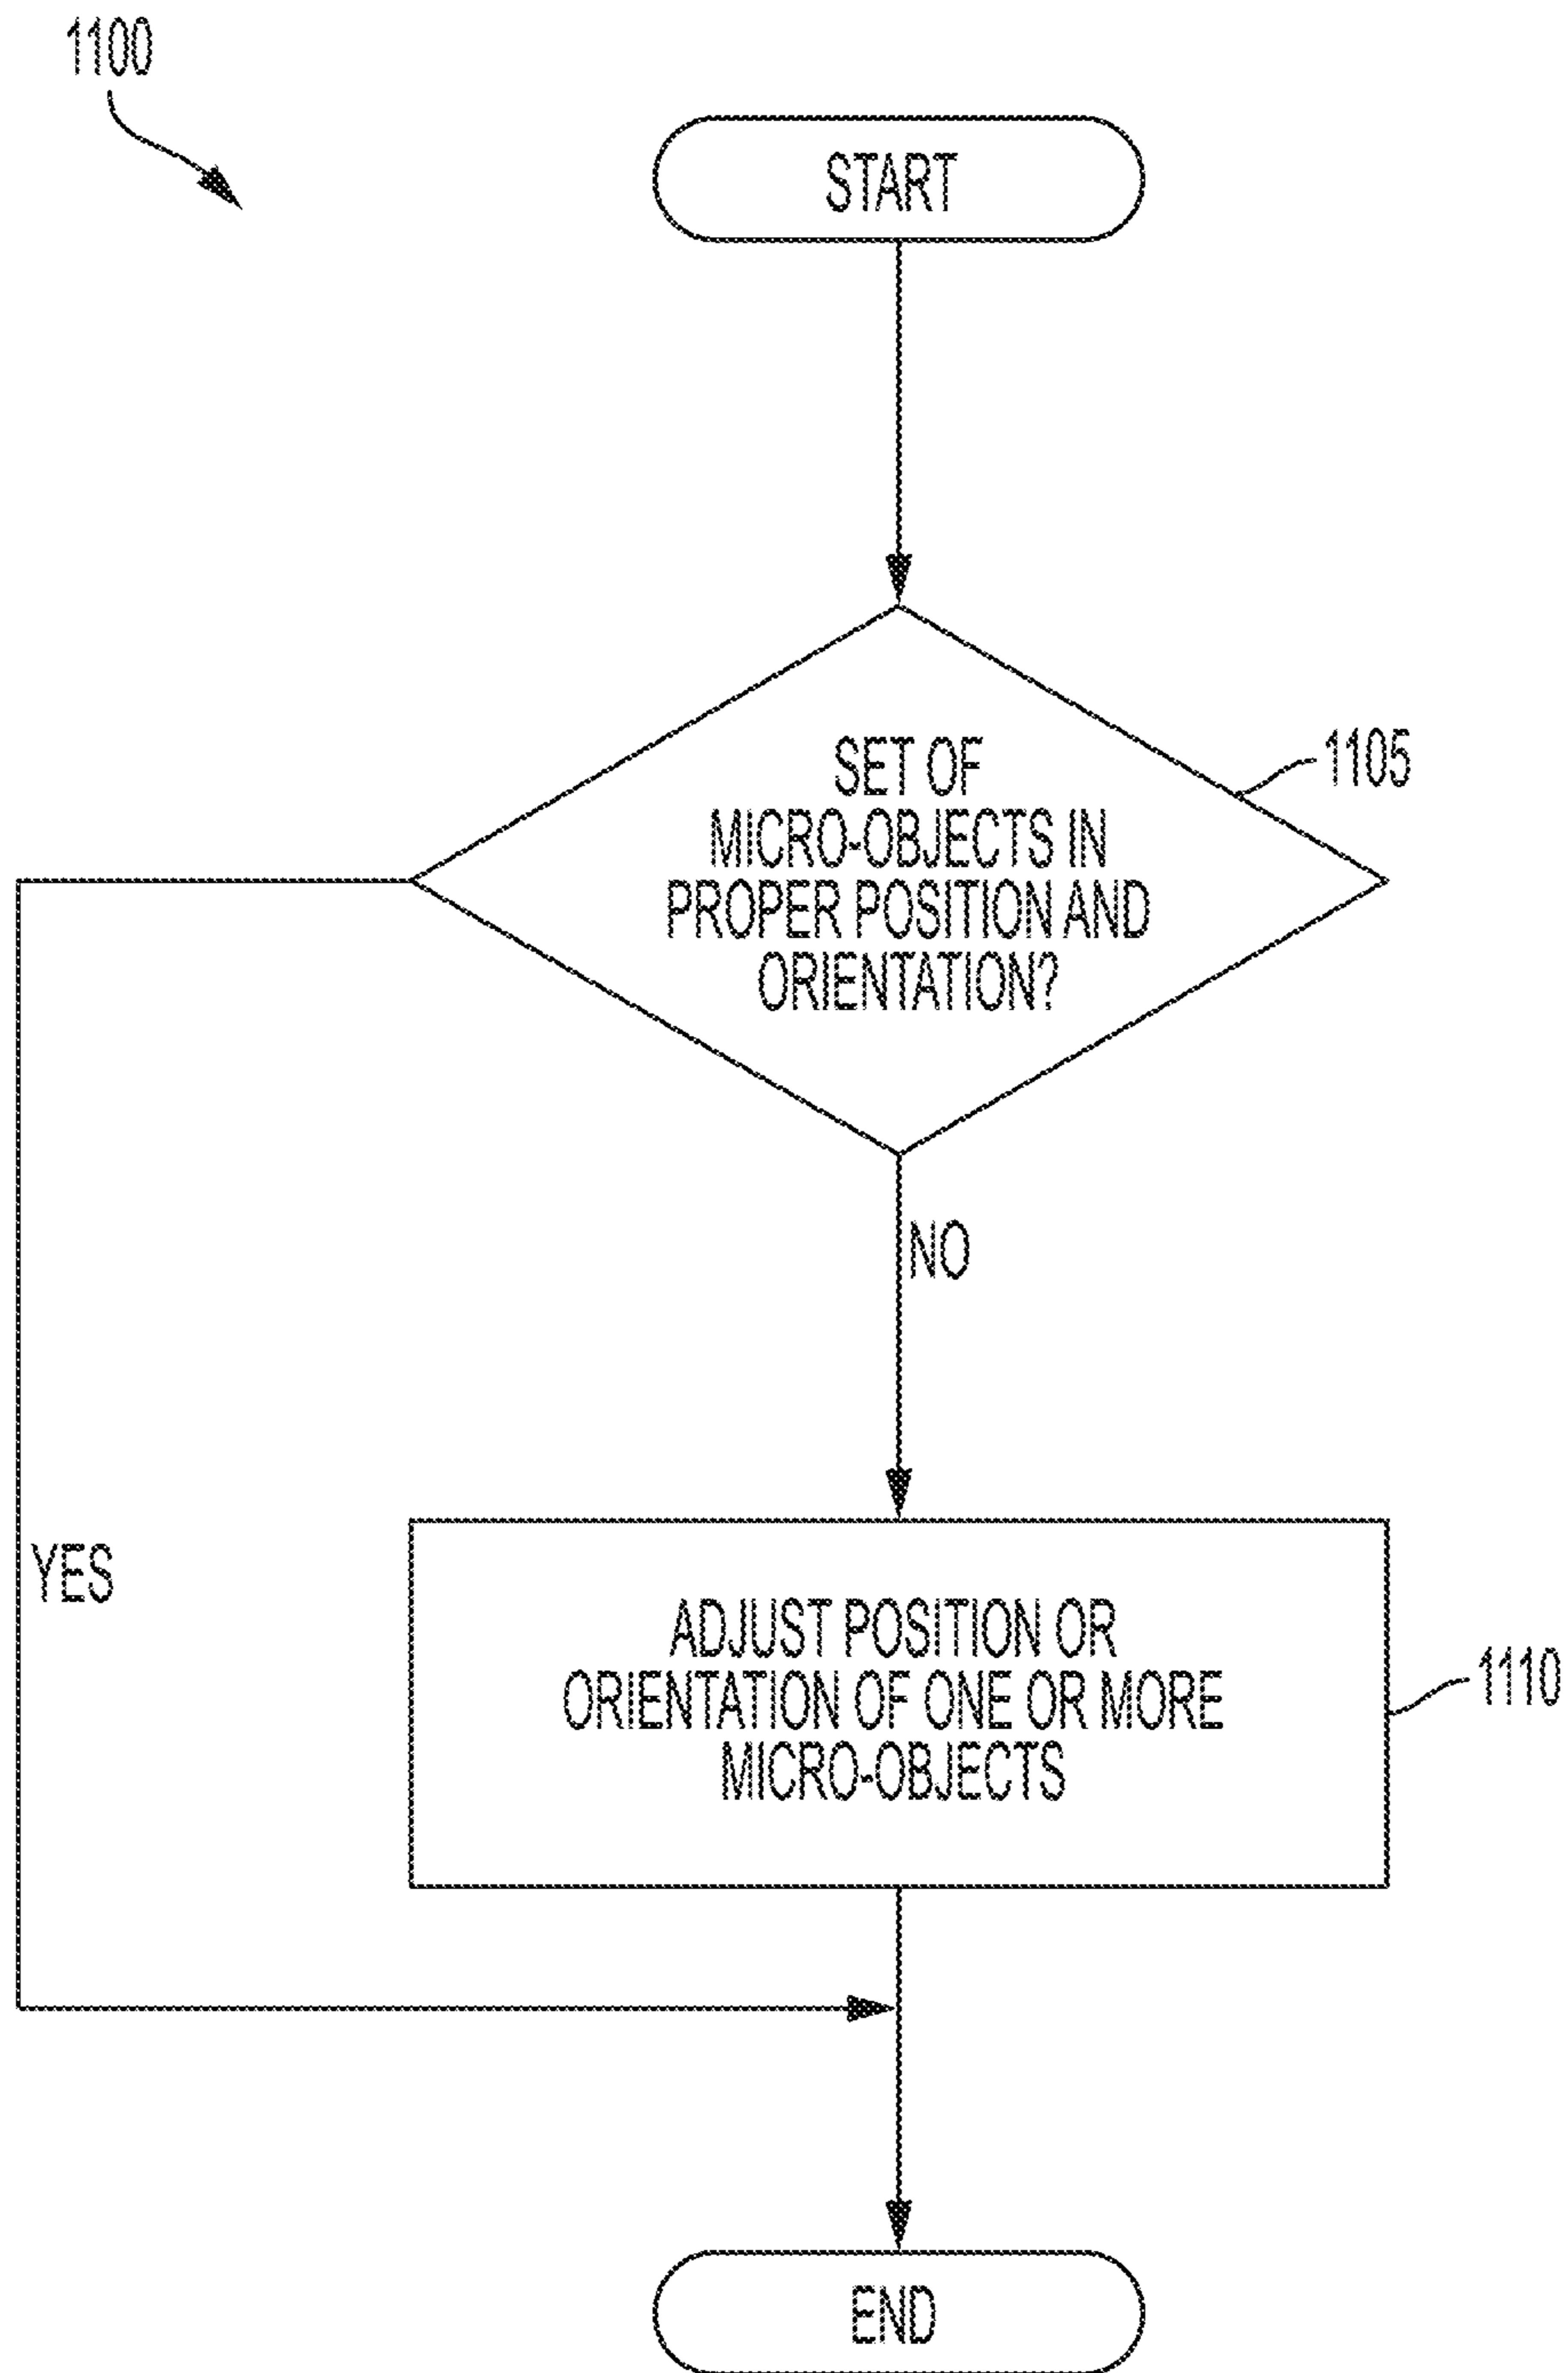 1100
START
SET OF
MICRO-OBJECTS IN
PROPER POSITION AND
ORIENTATION?
1105
NO
YES
ADJUST POSITION OR
ORIENTATION OF ONE OR MORE
MICRO-OBJECTS
1110
END